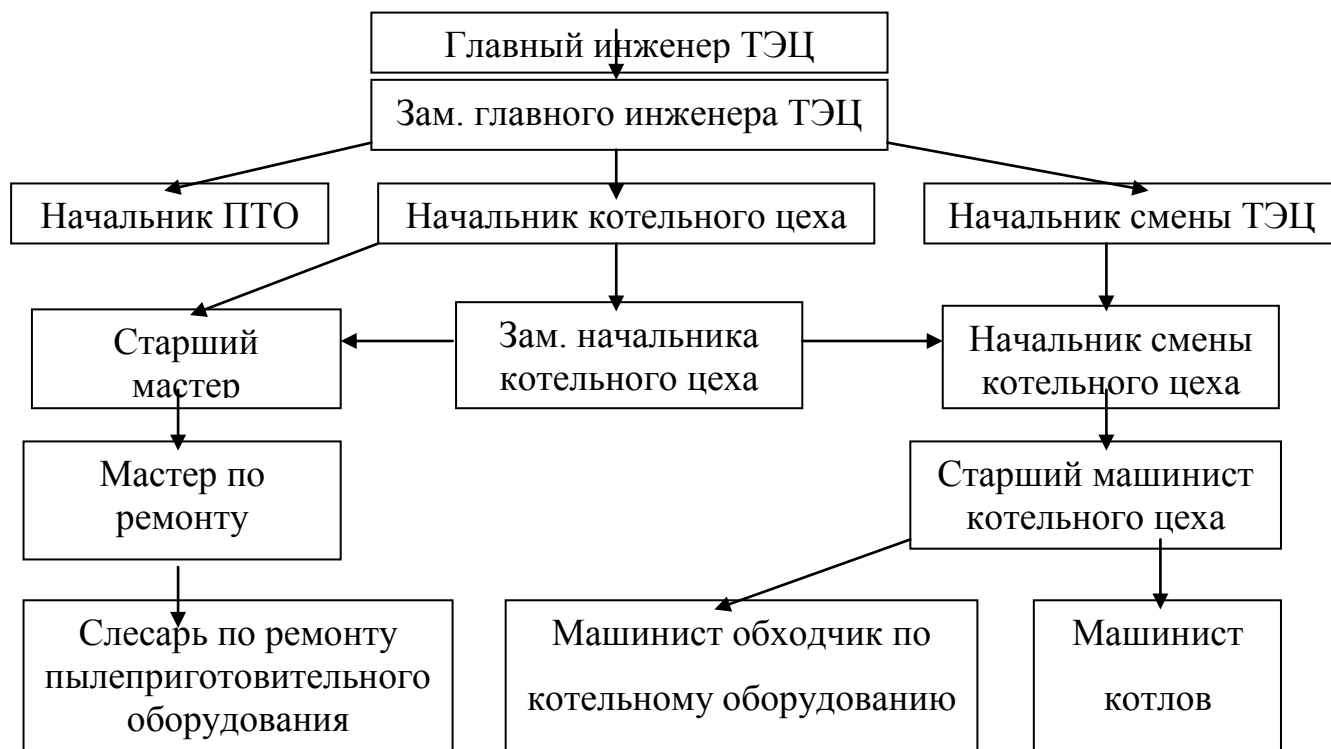 Главный инженер ТЭЦ
Зам. главного инженера ТЭЦ
Начальник ПТО
Начальник котельного цеха
Начальник смены ТЭЦ
Старший
мастер
Зам. начальника
котельного цеха
Начальник смены
котельного цеха
Мастер по
ремонту
Старший машинист
котельного цеха
Слесарь по ремонту
пылеприготовительного
оборудования
Машинист обходчик по
котельному оборудованию
Машинист
котлов